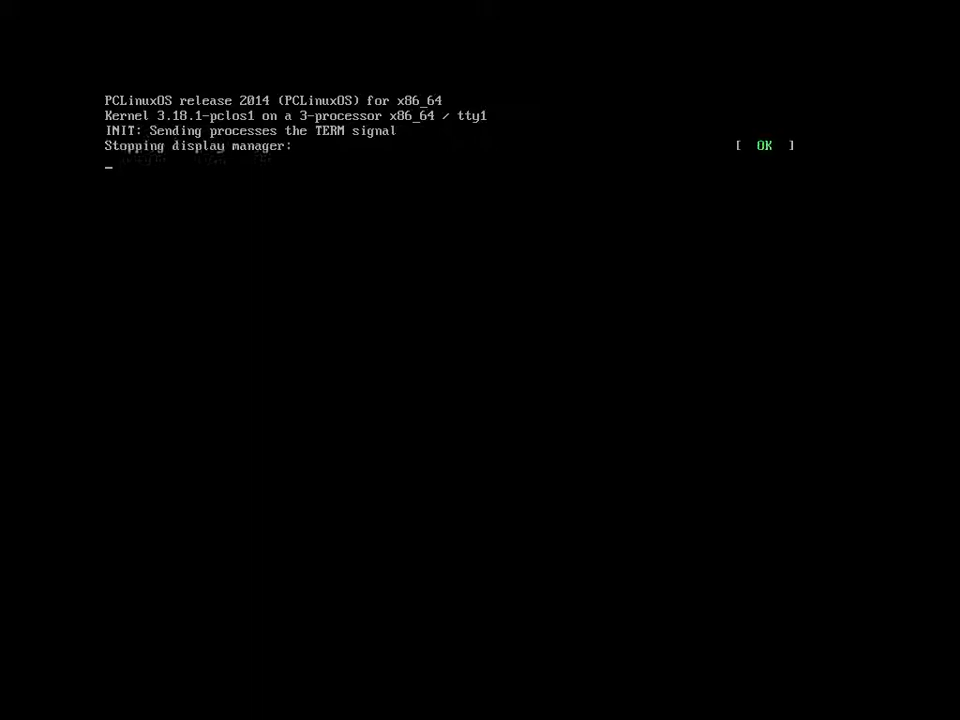 PCLinuxOS release 2014 (PCLinuxOS) for x86_64
Kernel 3.18.1-pclos1 on a 3-processor x86_64 / tty1
INIT: Sending processes the TERM signal
Stopping display manager: [ OK ]